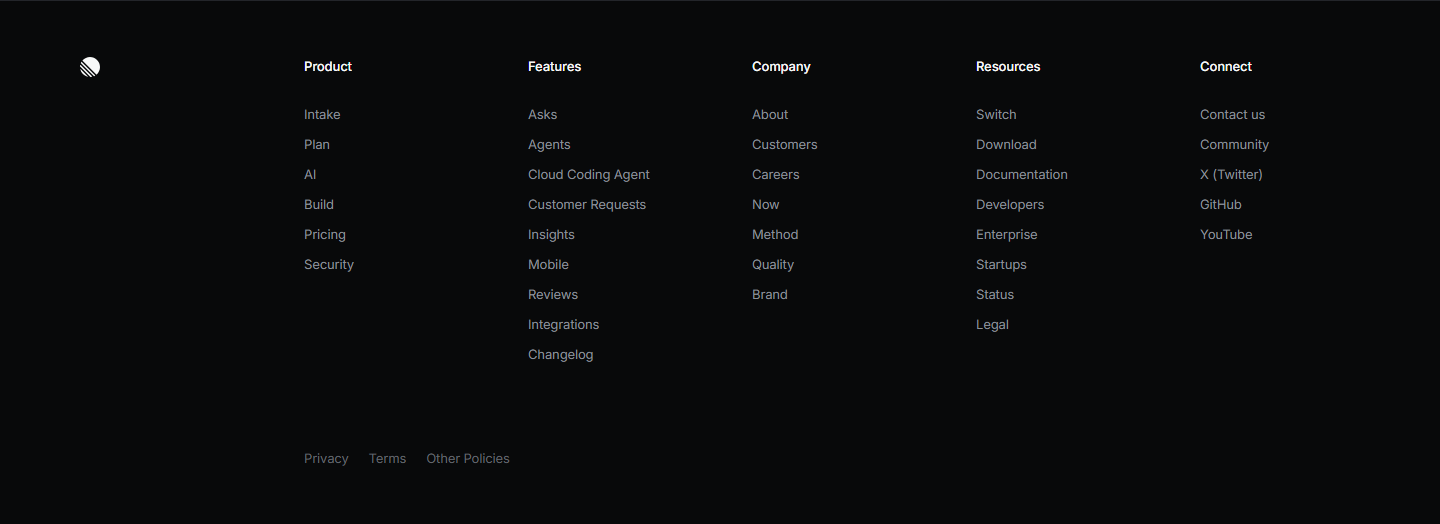 Product
Intake
Plan
AI
Build
Pricing
Security
Features
Asks
Agents
Cloud Coding Agent
Customer Requests
Insights
Mobile
Reviews
Integrations
Changelog
Company
About
Customers
Careers
Now
Method
Quality
Brand
Resources
Switch
Download
Documentation
Developers
Enterprise
Startups
Status
Legal
Connect
Contact us
Community
X (Twitter)
GitHub
YouTube
Privacy Terms Other Policies